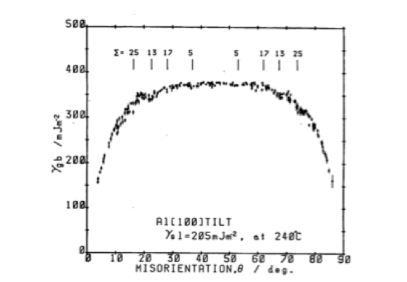 500
Σ= 25 13 17 5 5 17 13 25
400
300
γgb /mJm⁻²
200
100
Al[100]TILT
γsl=205mJm⁻², at 240℃
0
0 10 20 30 40 50 60 70 80 90
MISORIENTATION,θ / deg.